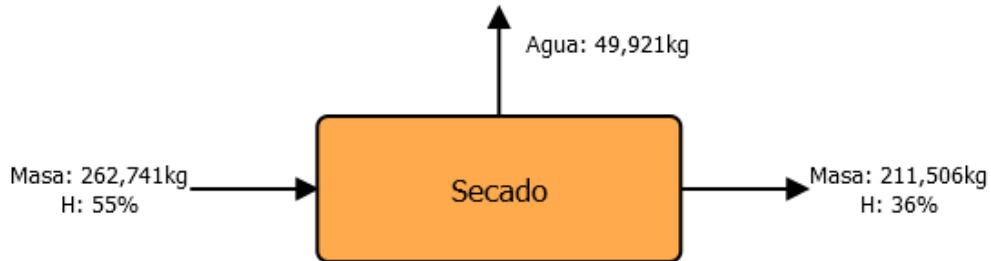 Agua: 49,921kg
Masa: 262,741kg
H: 55%
Secado
Masa: 211,506kg
H: 36%